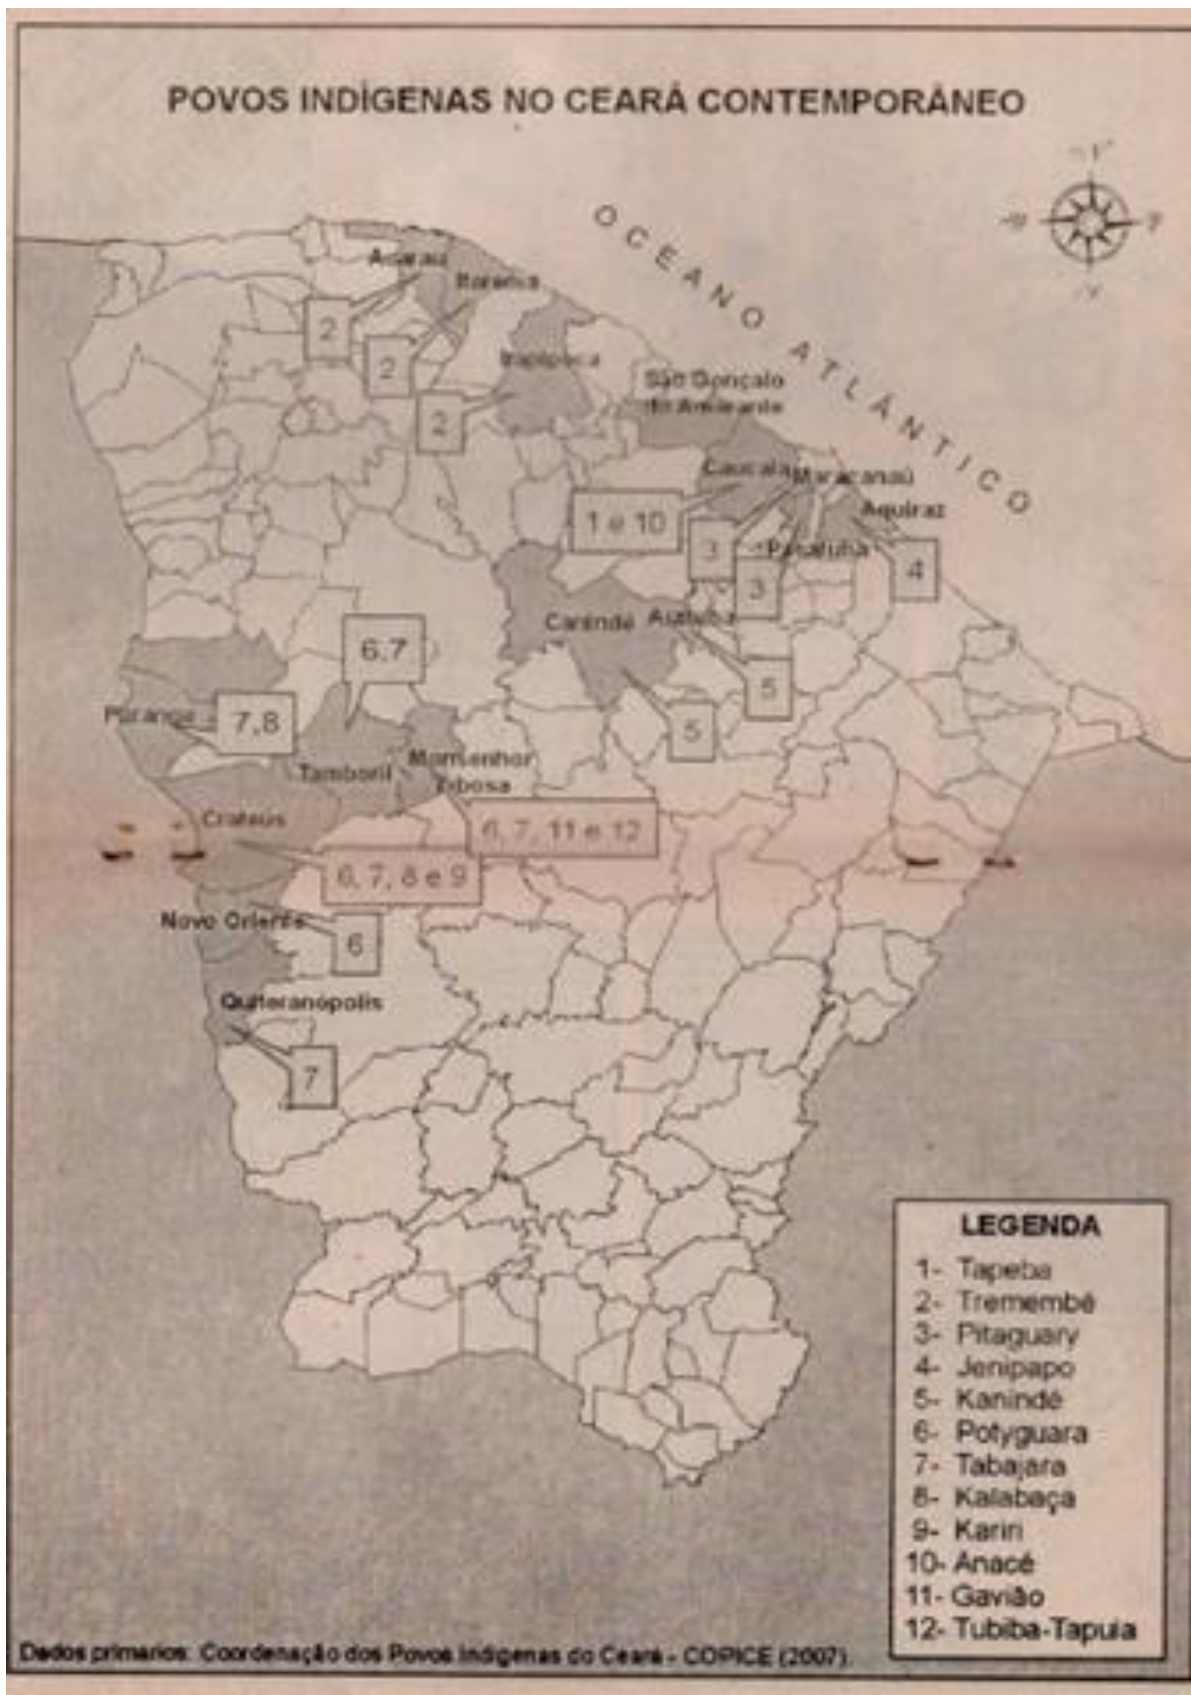 POVOS INDÍGENAS NO CEARÁ CONTEMPORÂNEO
OCEANO ATLÂNTICO
Acaraú
Itarema
2
2
Itapipoca
2
São Gonçalo
do Amarante
Caucaia
Maracanaú
Aquiraz
1 e 10
3
Pacatuba
3
4
Canindé
Aratuba
6,7
5
5
Poranga
7,8
Tamboril
Monsenhor
Tabosa
Crateús
6, 7, 11 e 12
6, 7, 8 e 9
Novo Oriente
6
Quiteranópolis
7
LEGENDA
1- Tapeba
2- Tremembé
3- Pitaguary
4- Jenipapo
5- Kanindé
6- Potyguara
7- Tabajara
8- Kalabaça
9- Kariri
10- Anacé
11- Gavião
12- Tubiba-Tapuia
Dados primários: Coordenação dos Povos Indígenas do Ceará - COPICE (2007).